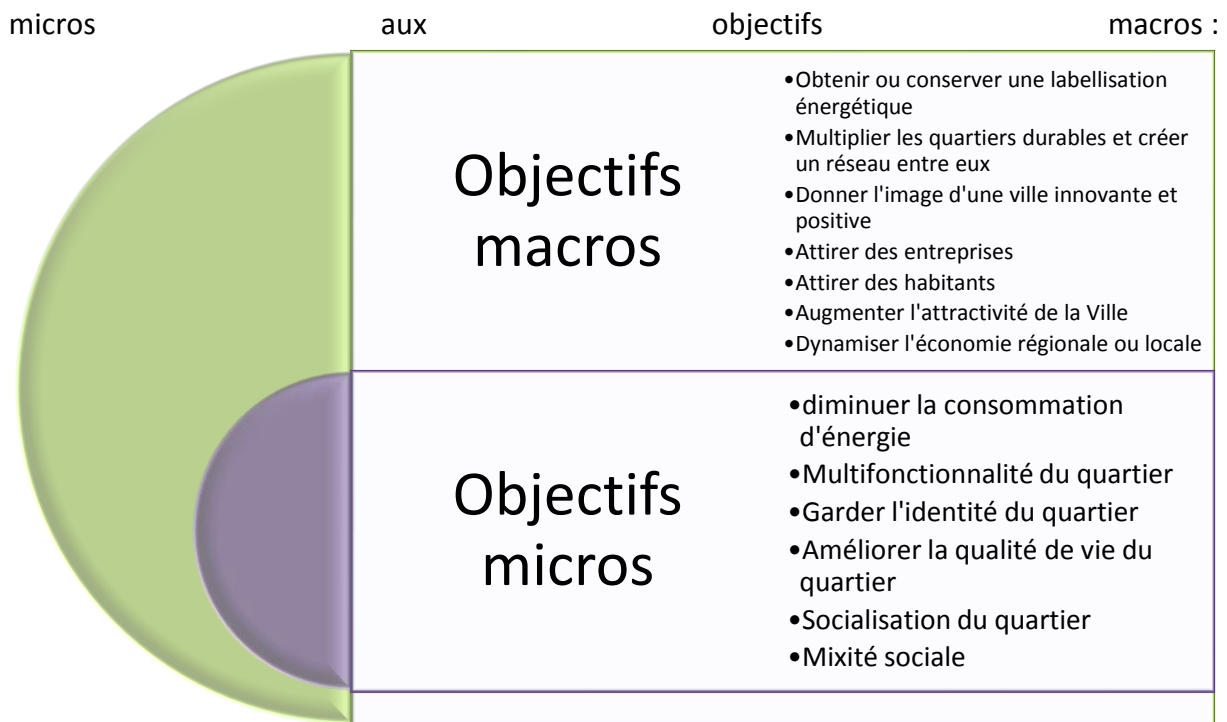 micros aux objectifs macros :
Objectifs
macros
•Obtenir ou conserver une labellisation
énergétique
•Multiplier les quartiers durables et créer
un réseau entre eux
•Donner l'image d'une ville innovante et
positive
•Attirer des entreprises
•Attirer des habitants
•Augmenter l'attractivité de la Ville
•Dynamiser l'économie régionale ou locale
Objectifs
micros
•diminuer la consommation
d'énergie
•Multifonctionnalité du quartier
•Garder l'identité du quartier
•Améliorer la qualité de vie du
quartier
•Socialisation du quartier
•Mixité sociale